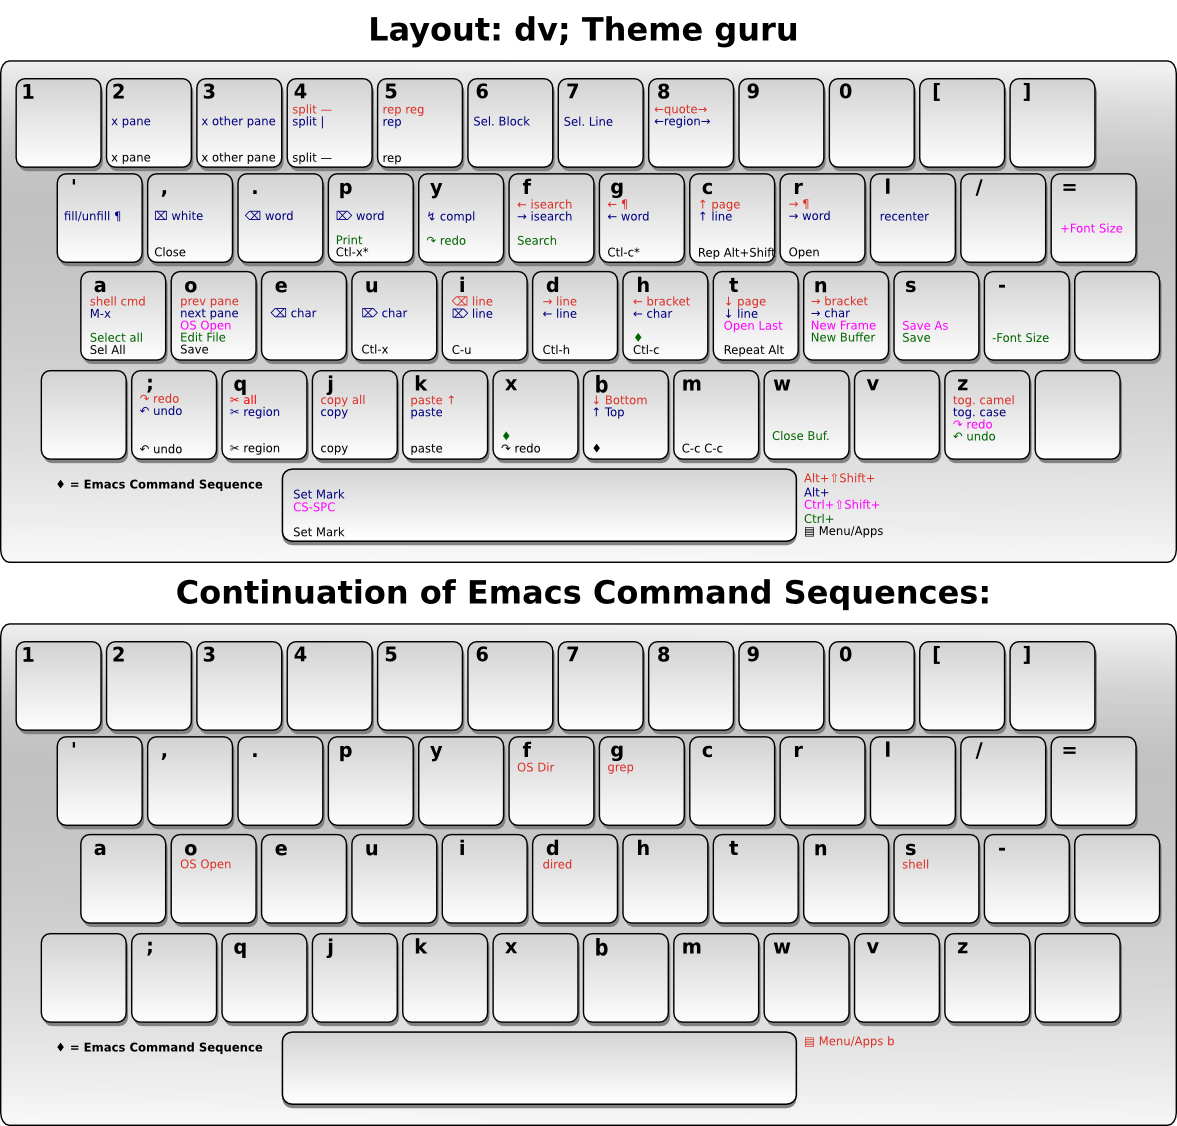 Layout: dv; Theme guru
1 2 3 4 5 6 7 8 9 0 [ ]
split — rep reg ←quote→
x pane x other pane split | rep Sel. Block Sel. Line ←region→
x pane x other pane split — rep
' , . p y f g c r l / =
← isearch ← ¶ ↑ page → ¶
fill/unfill ¶ ⌧ white ⌫ word ⌦ word ↯ compl → isearch ← word ↑ line → word recenter
+Font Size
Print ↷ redo Search
Close Ctl-x* Ctl-c* Rep Alt+Shift Open
a o e u i d h t n s -
shell cmd prev pane ⌫ line → line ← bracket ↓ page → bracket
M-x next pane ⌫ char ⌦ char ⌦ line ← line ← char ↓ line → char
OS Open Open Last New Frame Save As
Select all Edit File ♦ New Buffer Save -Font Size
Sel All Save Ctl-x C-u Ctl-h Ctl-c Repeat Alt
; q j k x b m w v z
↷ redo ✂ all copy all paste ↑ ↓ Bottom tog. camel
↶ undo ✂ region copy paste ↑ Top tog. case
↷ redo
♦ Close Buf. ↶ undo
↶ undo ✂ region copy paste ↷ redo ♦ C-c C-c
♦ = Emacs Command Sequence
Set Mark
CS-SPC
Set Mark
Alt+⇧Shift+
Alt+
Ctrl+⇧Shift+
Ctrl+
▤ Menu/Apps
Continuation of Emacs Command Sequences:
1 2 3 4 5 6 7 8 9 0 [ ]
' , . p y f g c r l / =
OS Dir grep
a o e u i d h t n s -
OS Open dired shell
; q j k x b m w v z
♦ = Emacs Command Sequence
▤ Menu/Apps b